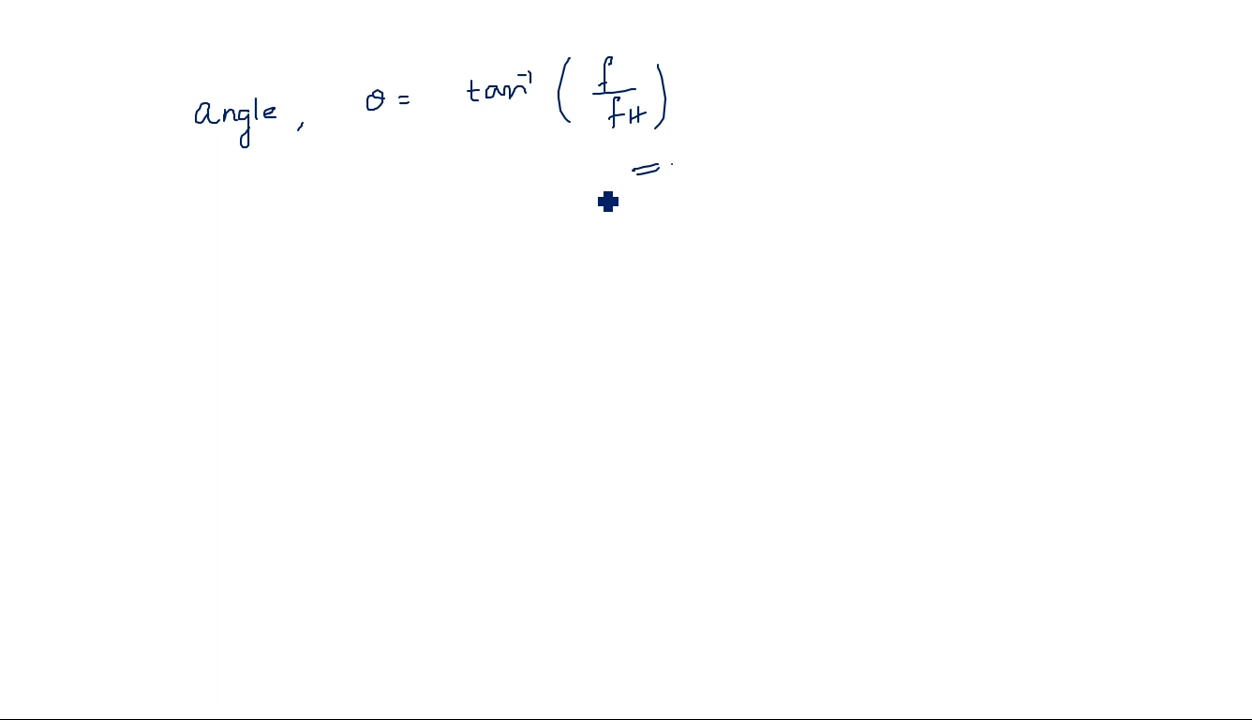 angle, θ = tan⁻¹ (f/fH)
=